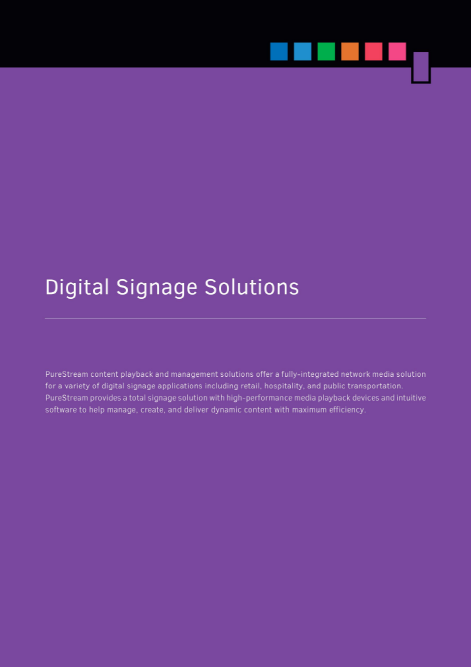 Digital Signage Solutions
PureStream content playback and management solutions offer a fully-integrated network media solution
for a variety of digital signage applications including retail, hospitality, and public transportation.
PureStream provides a total signage solution with high-performance media playback devices and intuitive
software to help manage, create, and deliver dynamic content with maximum efficiency.